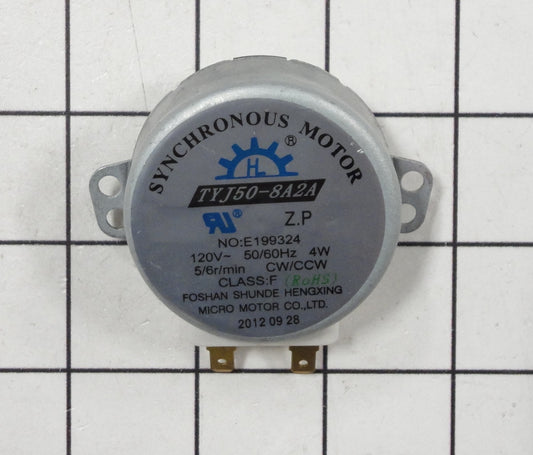 SYNCHRONOUS MOTOR
H ®
TYJ50-8A2A
RU® Z.P
NO:E199324
120V~ 50/60Hz 4W
5/6r/min CW/CCW
CLASS:F (RoHS)
FOSHAN SHUNDE HENGXING
MICRO MOTOR CO.,LTD.
2012 09 28